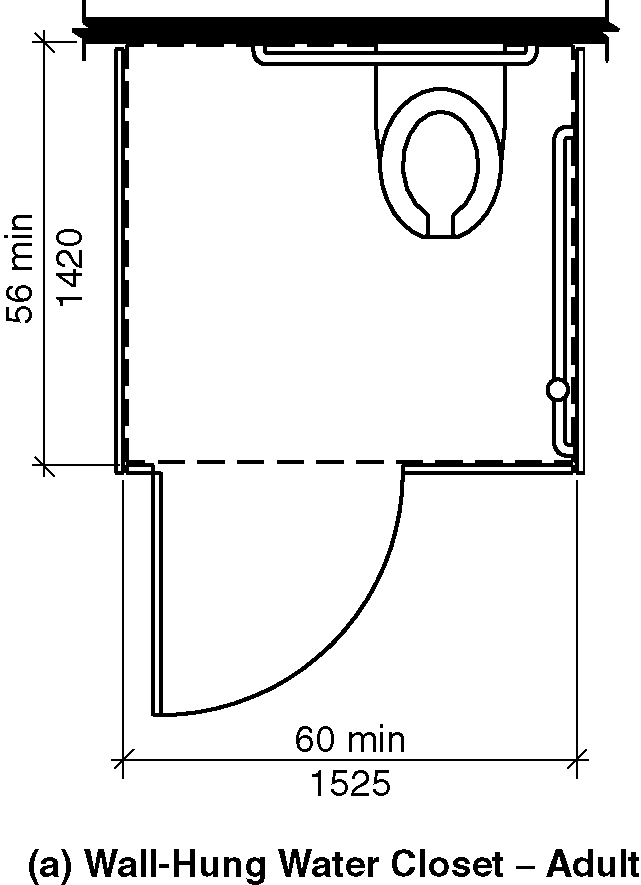 56 min
1420
60 min
1525
(a) Wall-Hung Water Closet – Adult